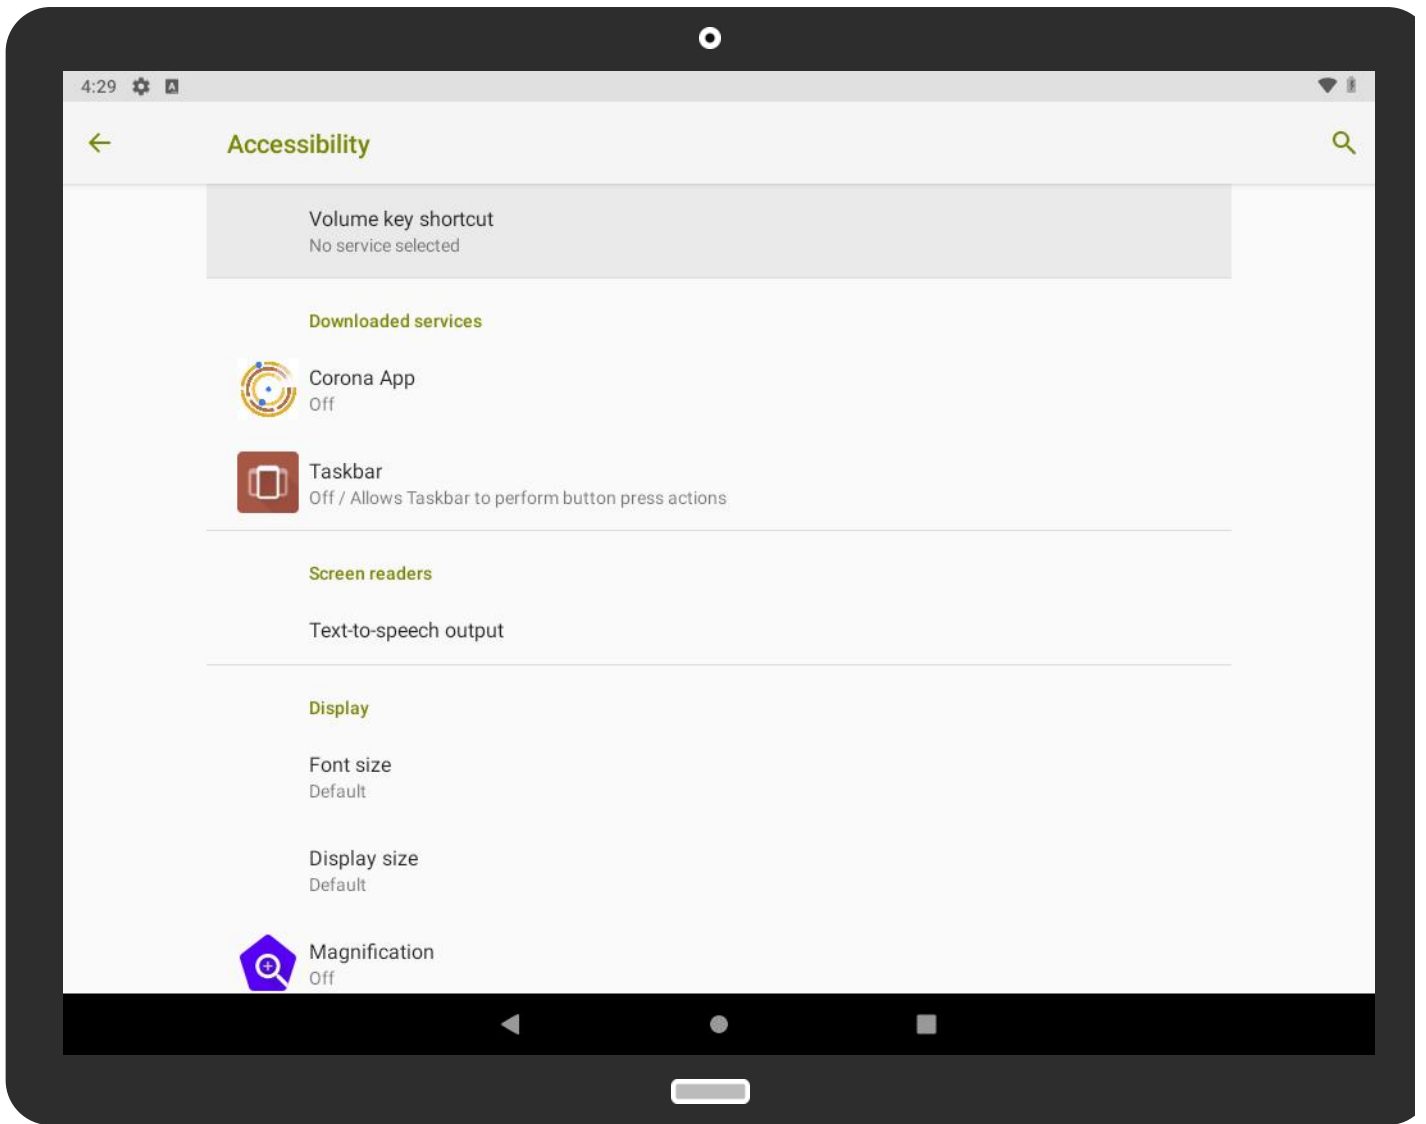 4:29
Accessibility
Volume key shortcut
No service selected
Downloaded services
Corona App
Off
Taskbar
Off / Allows Taskbar to perform button press actions
Screen readers
Text-to-speech output
Display
Font size
Default
Display size
Default
Magnification
Off